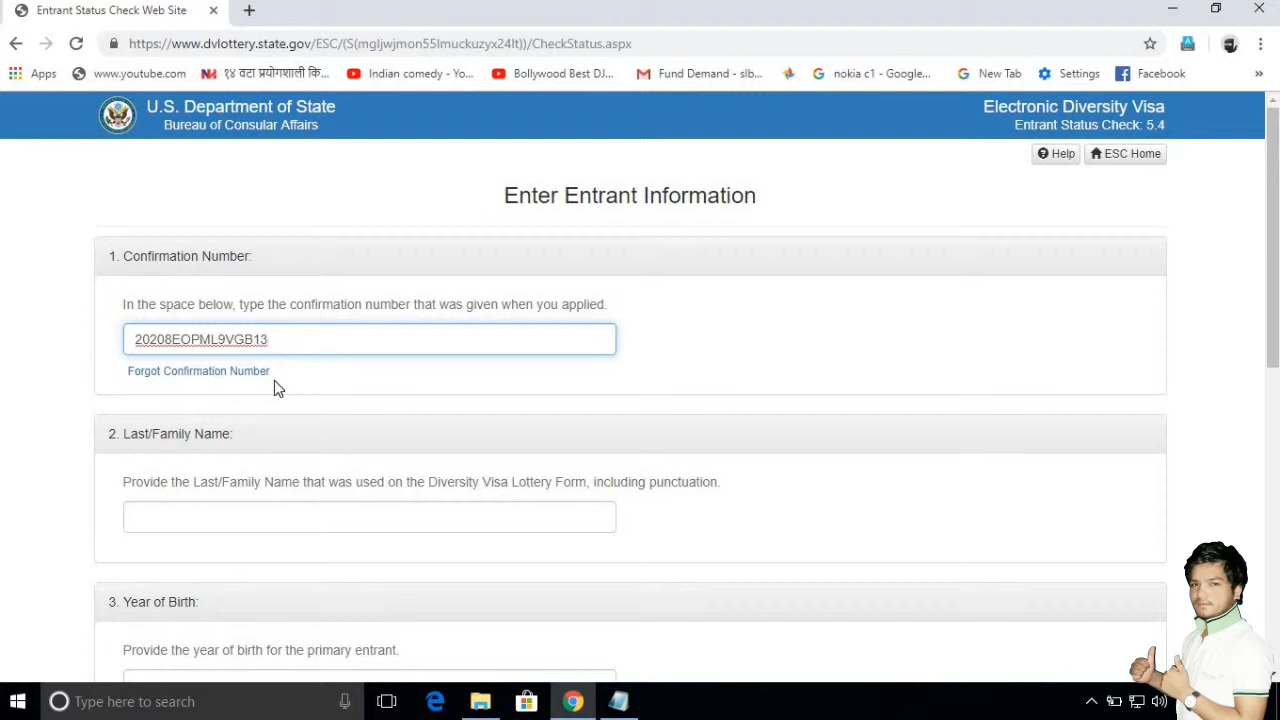 Entrant Status Check Web Site
https://www.dvlottery.state.gov/ESC/(S(mgljwjmon55lmuckuzyx24lt))/CheckStatus.aspx
Apps www.youtube.com १४ वटा प्रयोगशाली कि... Indian comedy - Yo... Bollywood Best DJ... Fund Demand - slb... nokia c1 - Google... New Tab Settings Facebook »
U.S. Department of State
Bureau of Consular Affairs
Electronic Diversity Visa
Entrant Status Check: 5.4
Help ESC Home
Enter Entrant Information
1. Confirmation Number:
In the space below, type the confirmation number that was given when you applied.
20208EOPML9VGB13
Forgot Confirmation Number
2. Last/Family Name:
Provide the Last/Family Name that was used on the Diversity Visa Lottery Form, including punctuation.
3. Year of Birth:
Provide the year of birth for the primary entrant.
Type here to search